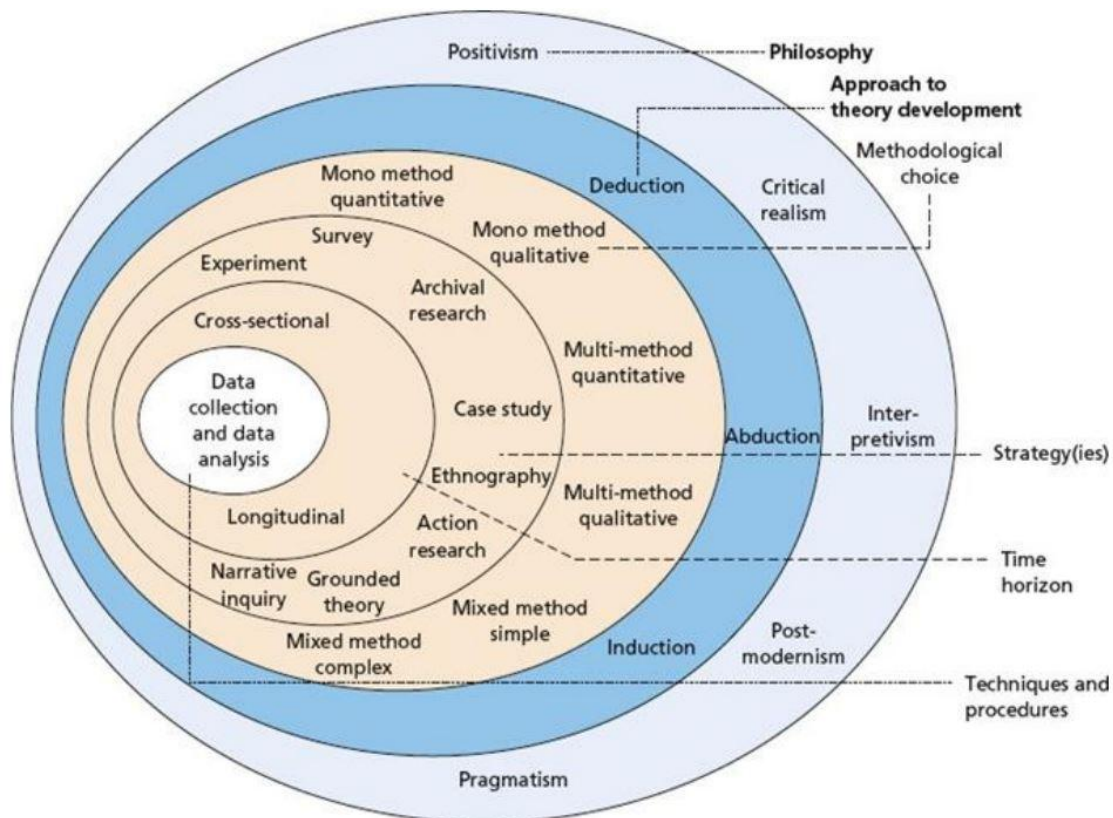 Positivism
Philosophy
Approach to
theory development
Methodological
choice
Deduction
Critical
realism
Mono method
quantitative
Mono method
qualitative
Survey
Experiment
Archival
research
Cross-sectional
Multi-method
quantitative
Data
collection
and data
analysis
Case study
Abduction
Inter-
pretivism
Strategy(ies)
Ethnography
Multi-method
qualitative
Longitudinal
Action
research
Time
horizon
Narrative
inquiry
Grounded
theory
Mixed method
simple
Mixed method
complex
Induction
Post-
modernism
Techniques and
procedures
Pragmatism